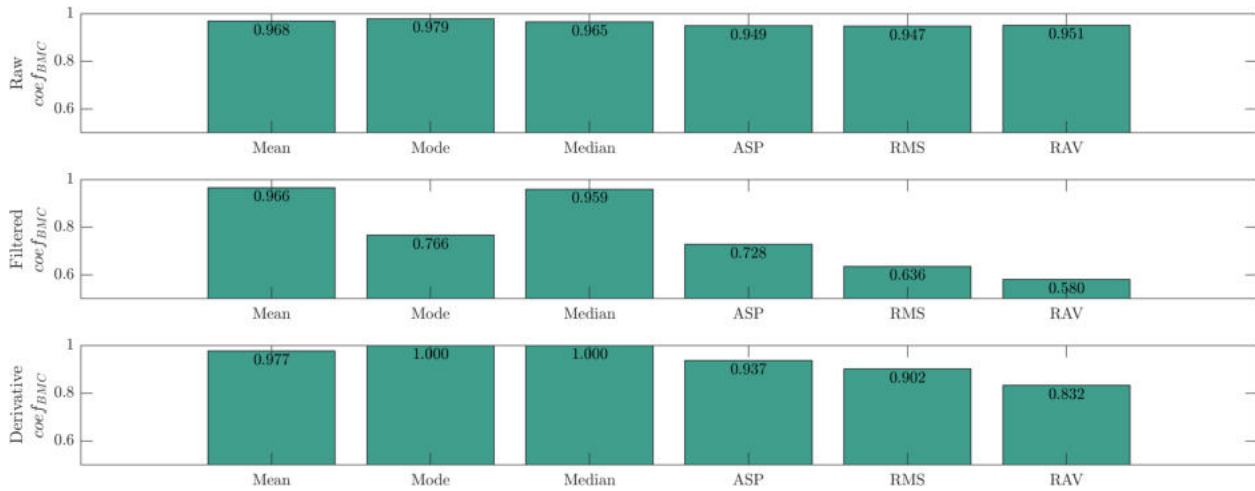 1
0.968 0.979 0.965 0.949 0.947 0.951
Raw
coef_BMC
0.8
0.6
Mean Mode Median ASP RMS RAV
1
0.966 0.766 0.959 0.728 0.636 0.580
Filtered
coef_BMC
0.8
0.6
Mean Mode Median ASP RMS RAV
1
0.977 1.000 1.000 0.937 0.902 0.832
Derivative
coef_BMC
0.8
0.6
Mean Mode Median ASP RMS RAV